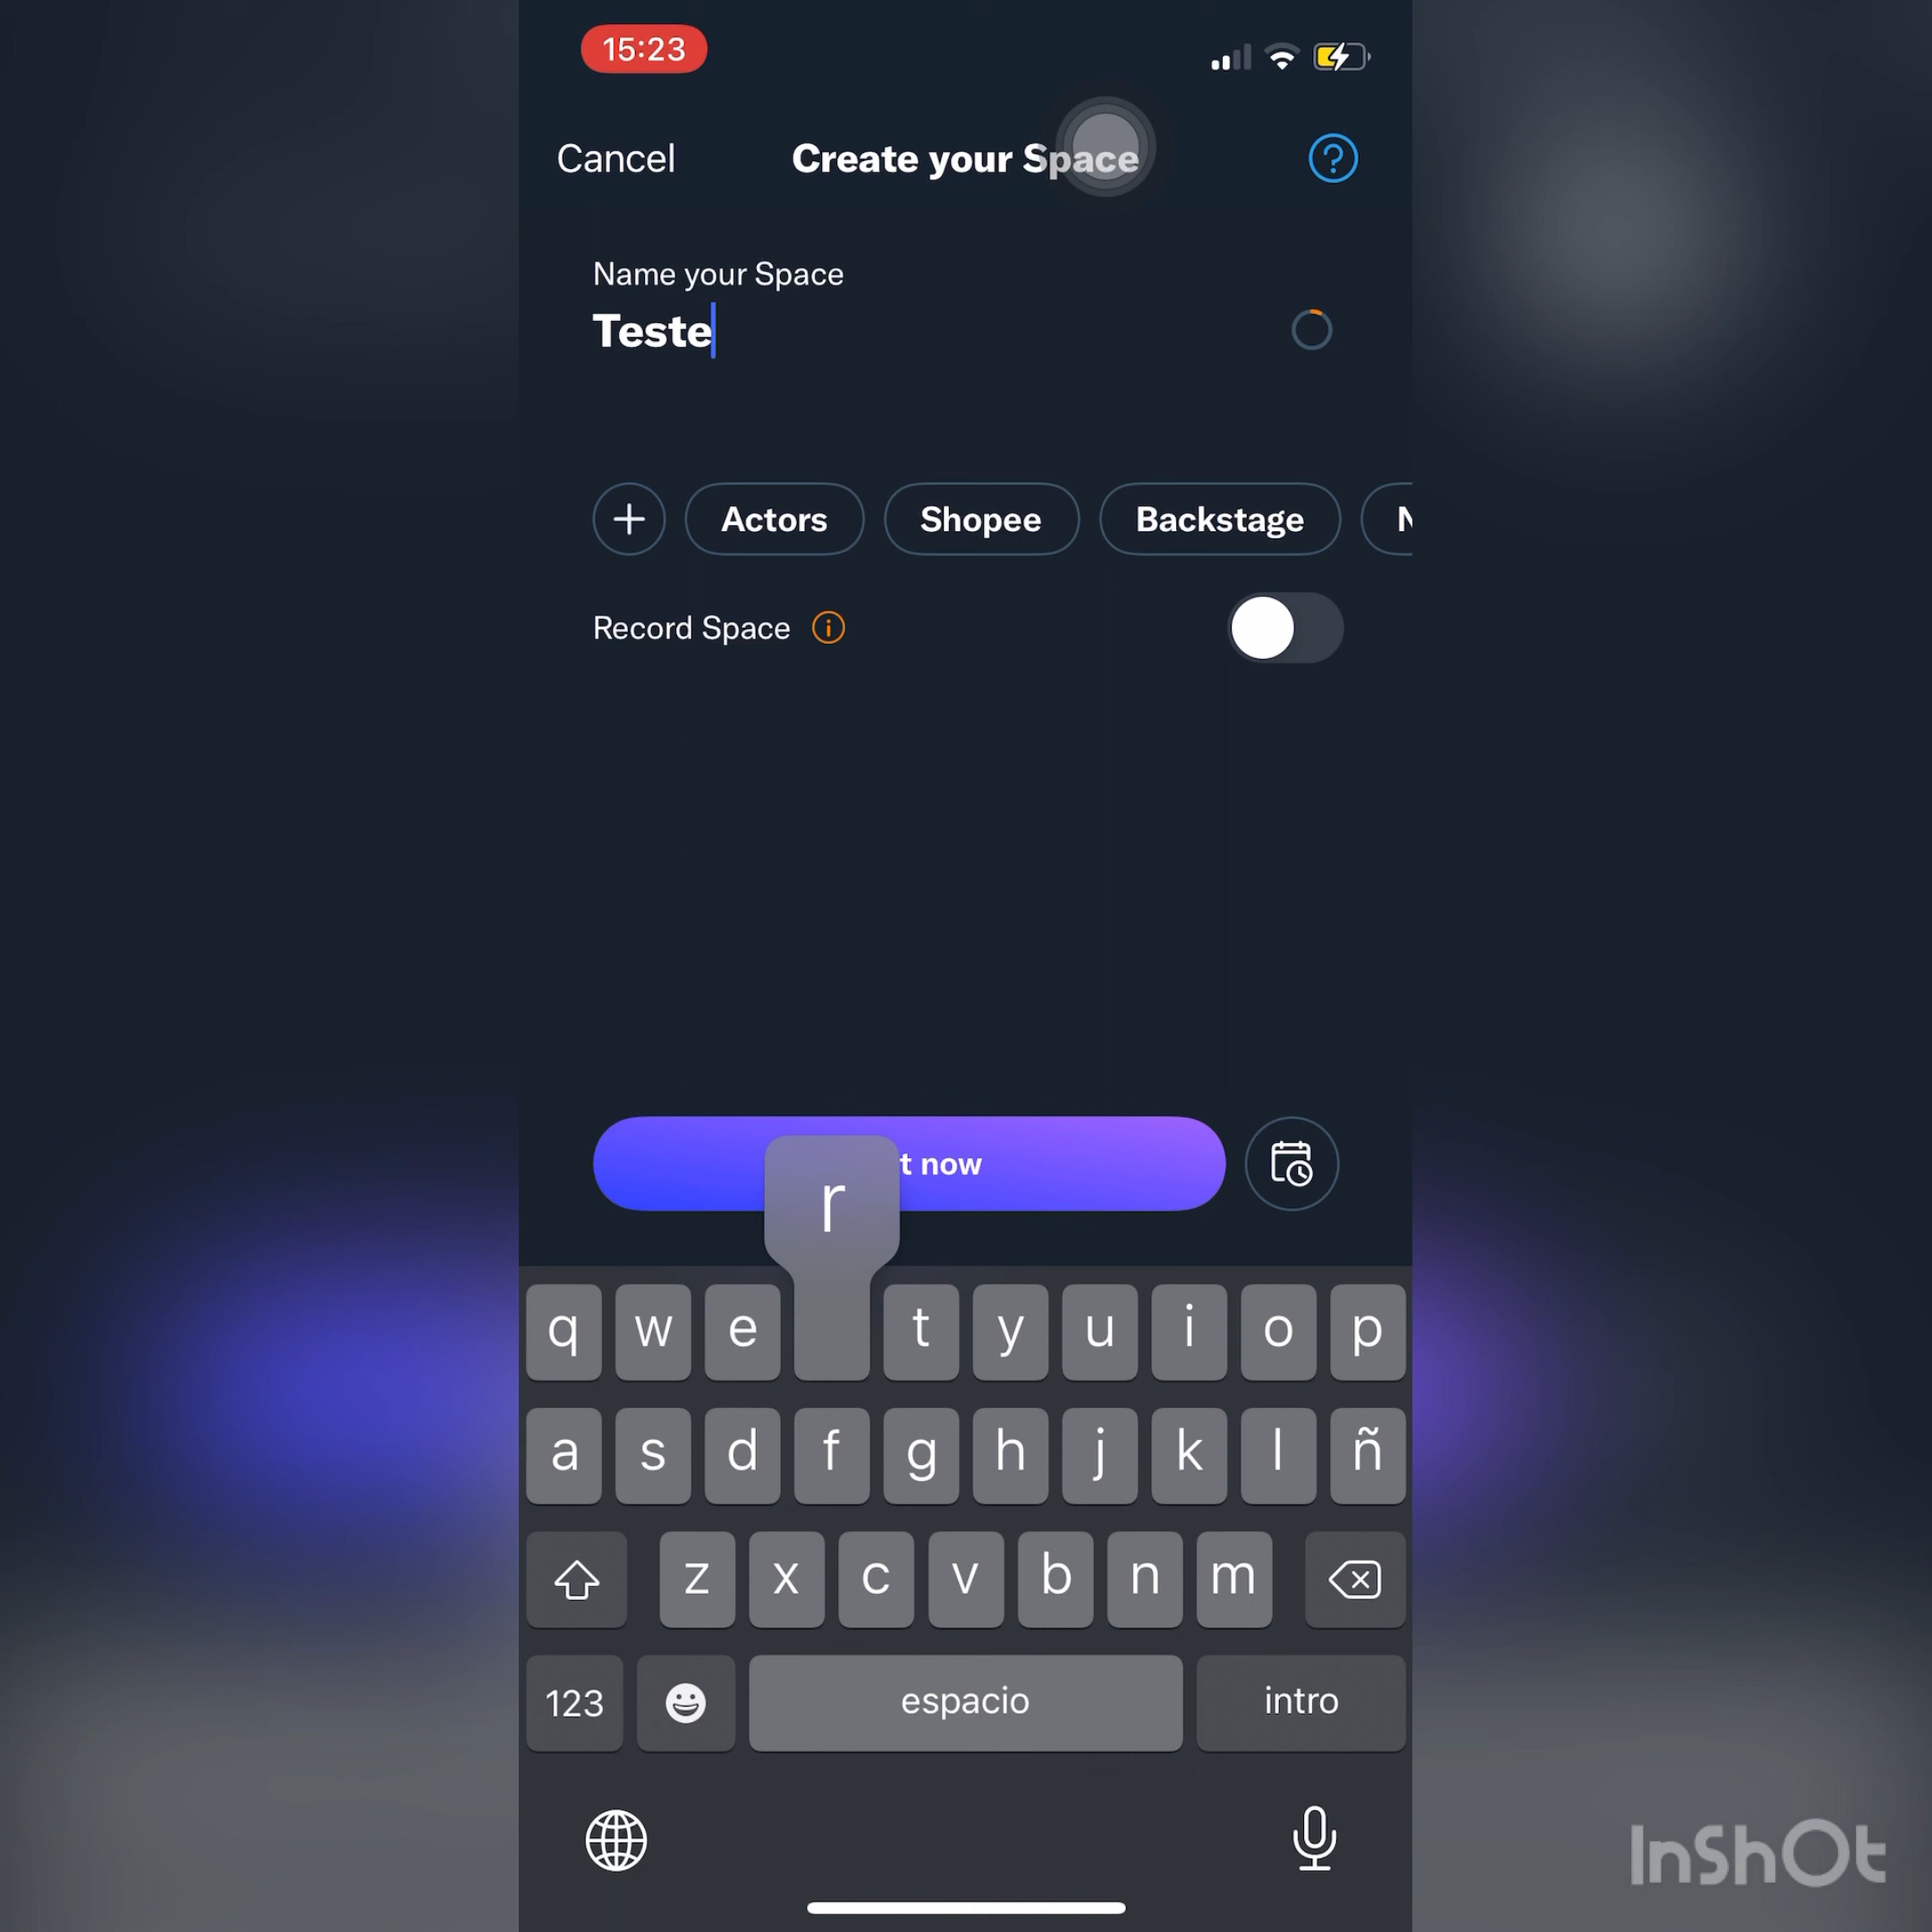 15:23
Cancel Create your Space
Name your Space
Teste
Actors Shopee Backstage
Record Space
t now
r
q w e t y u i o p
a s d f g h j k l ñ
z x c v b n m
123 espacio intro
InShOt